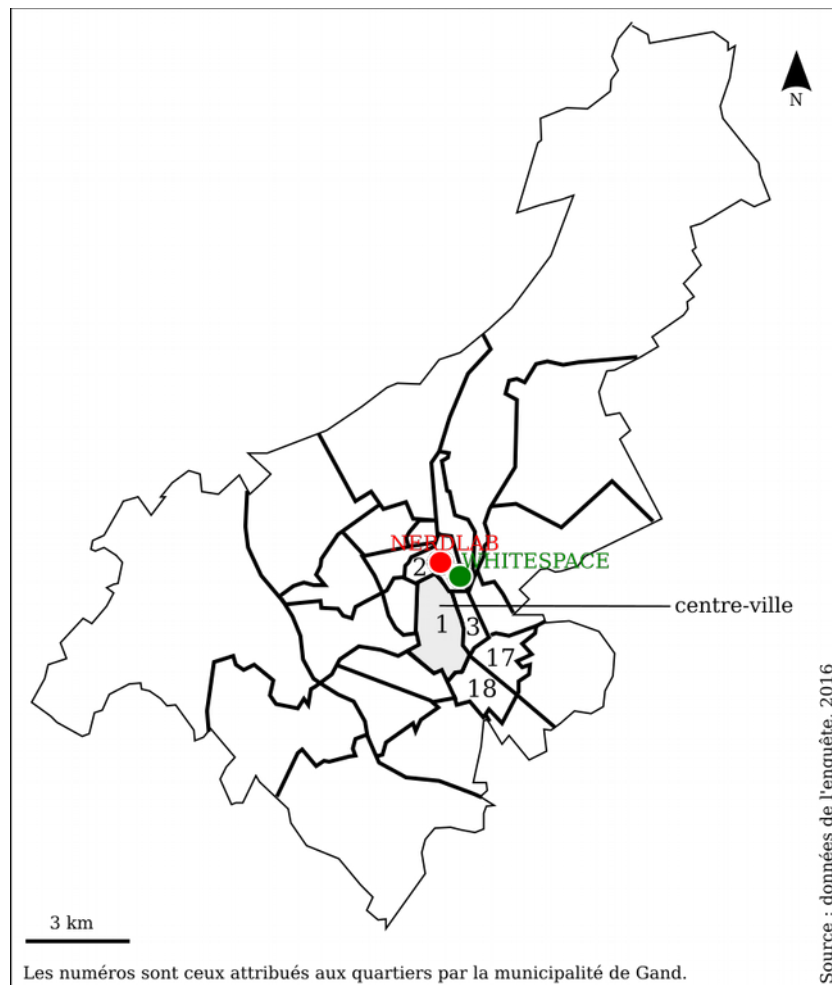 N
NERDLAB
WHITESPACE
2
centre-ville
1
3
17
18
3 km
Les numéros sont ceux attribués aux quartiers par la municipalité de Gand.
Source : données de l'enquête, 2016